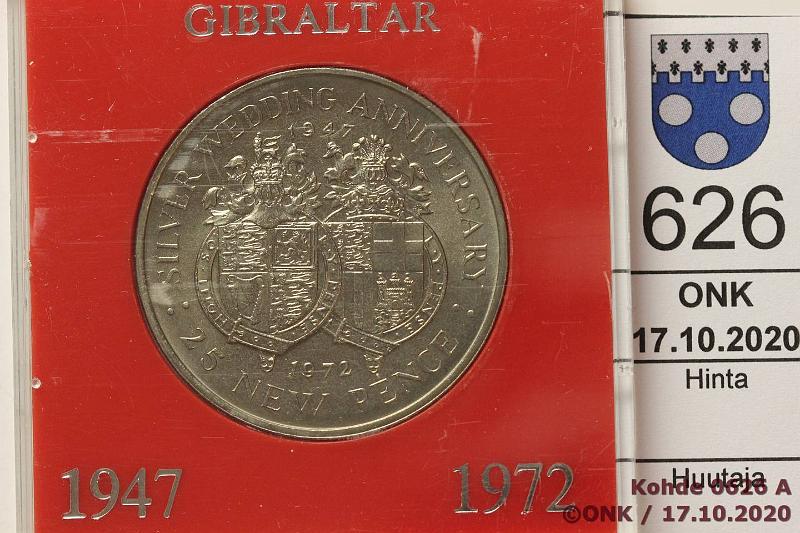 GIBRALTAR
SILVER WEDDING ANNIVERSARY
1947
1972
25 NEW PENCE
1947
1972
626
ONK
17.10.2020
Hinta
Huutaja
Kohde 0626 A
©ONK / 17.10.2020